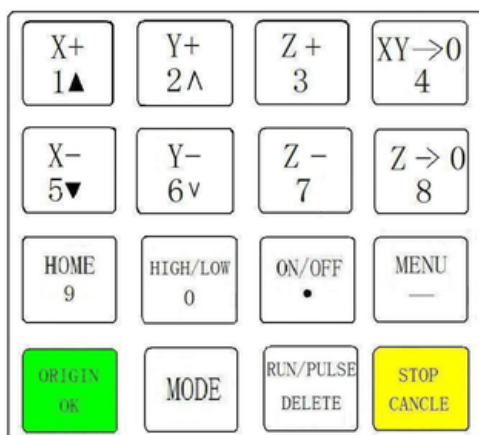 X+ Y+ Z+ XY→0
1▲ 2∧ 3 4
X− Y− Z − Z→0
5▼ 6∨ 7 8
HOME HIGH/LOW ON/OFF MENU
9 0 • —
ORIGIN MODE RUN/PULSE STOP
OK DELETE CANCLE